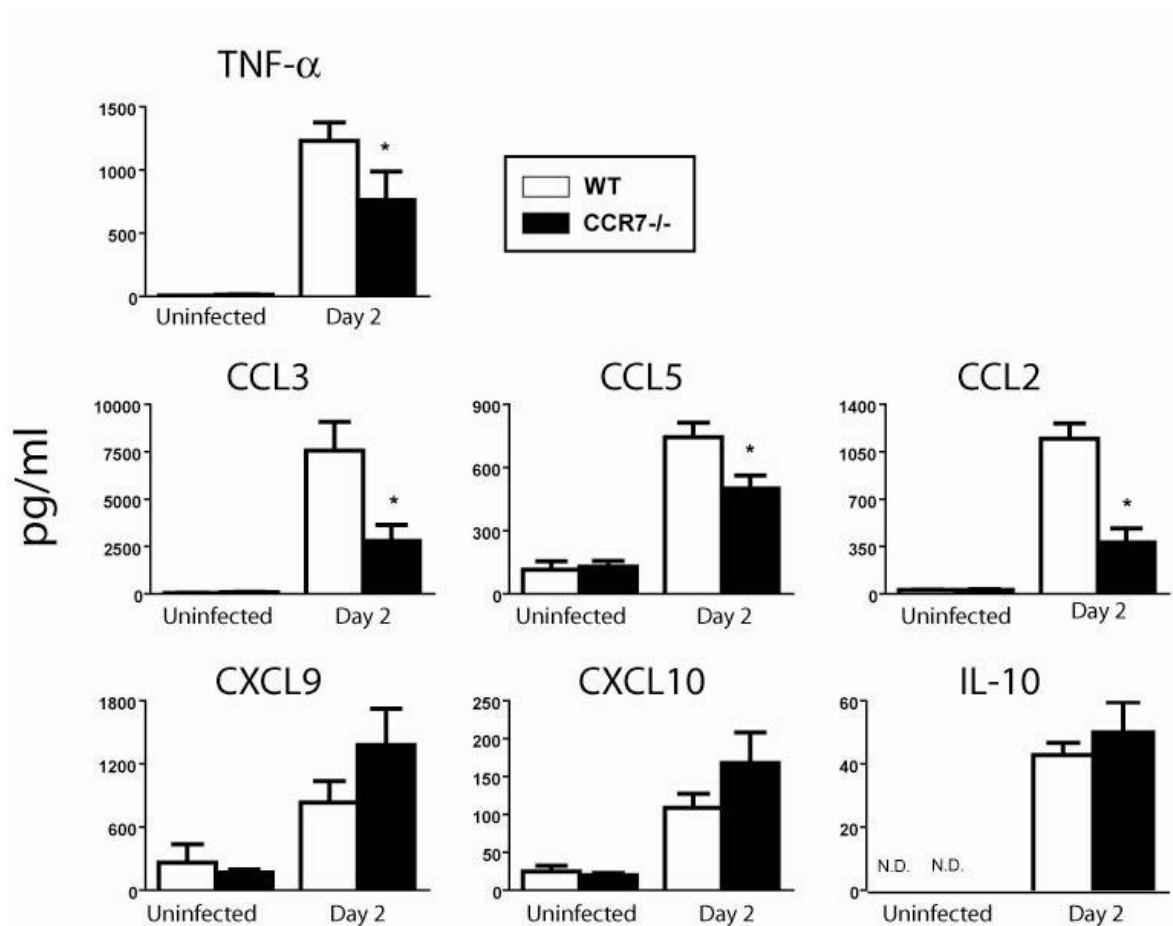 TNF-α
1500
1000
500
0
*
Uninfected
Day 2
WT
CCR7-/-
pg/ml
CCL3
10000
7500
5000
2500
0
*
Uninfected
Day 2
CCL5
900
600
300
0
*
Uninfected
Day 2
CCL2
1400
1050
700
350
0
*
Uninfected
Day 2
CXCL9
1800
1200
600
0
Uninfected
Day 2
CXCL10
250
200
150
100
50
0
Uninfected
Day 2
IL-10
60
40
20
0
N.D.
N.D.
Uninfected
Day 2